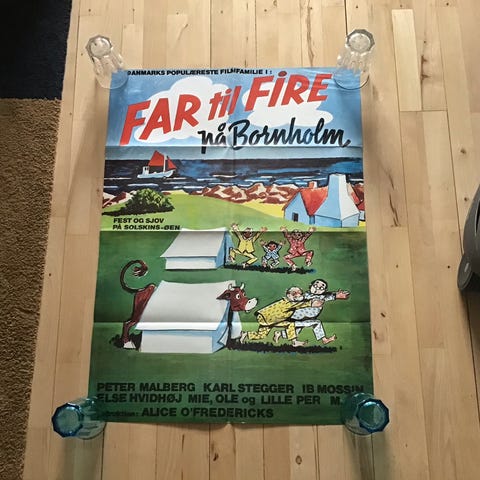 DANMARKS POPULÆRESTE FILMFAMILIE I:
FAR til FIRE
på Bornholm
FEST OG SJOV
PÅ SOLSKINS-ØEN
PETER MALBERG KARL STEGGER IB MOSSIN
ELSE HVIDHØJ MIE, OLE og LILLE PER M.
ALICE O'FREDERICKS